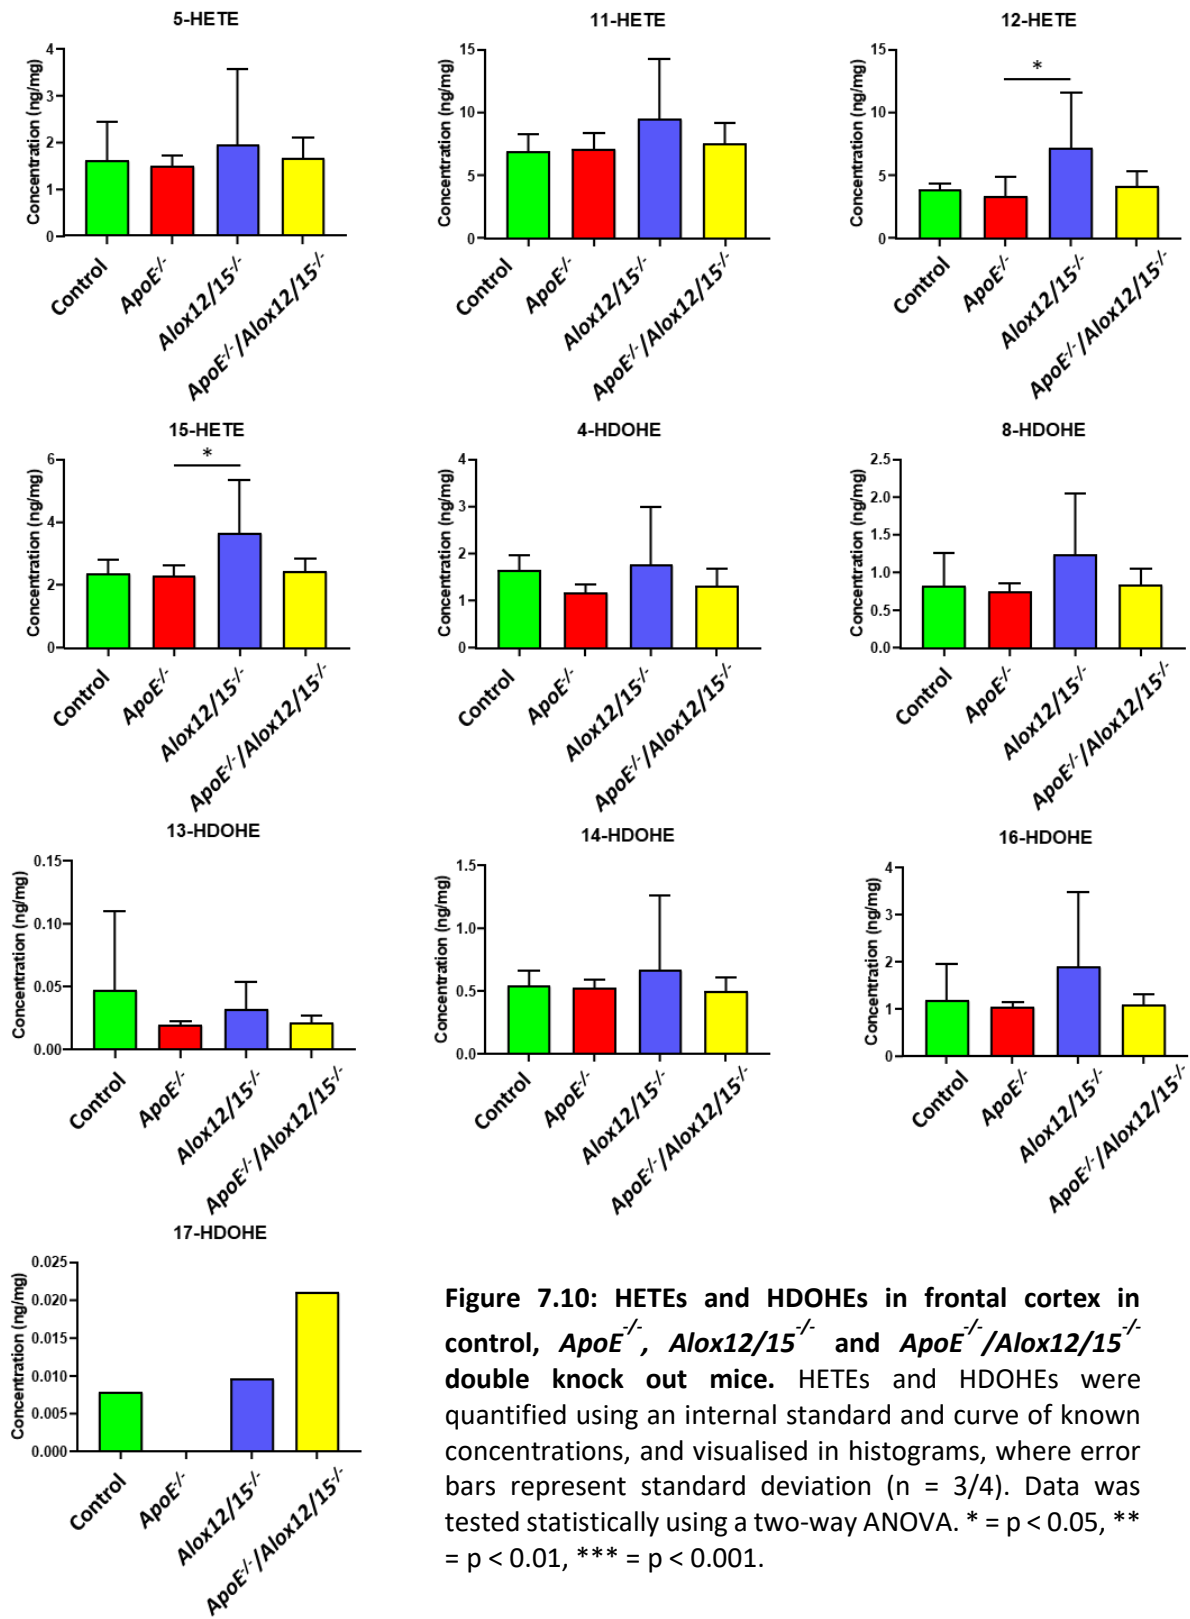 5-HETE
Concentration (ng/mg)
4
3
2
1
0
Control
ApoE-/-
Alox12/15-/-
ApoE-/-/Alox12/15-/-
11-HETE
Concentration (ng/mg)
15
10
5
0
Control
ApoE-/-
Alox12/15-/-
ApoE-/-/Alox12/15-/-
12-HETE
Concentration (ng/mg)
15
10
5
0
*
Control
ApoE-/-
Alox12/15-/-
ApoE-/-/Alox12/15-/-
15-HETE
Concentration (ng/mg)
6
4
2
0
*
Control
ApoE-/-
Alox12/15-/-
ApoE-/-/Alox12/15-/-
4-HDOHE
Concentration (ng/mg)
4
3
2
1
0
Control
ApoE-/-
Alox12/15-/-
ApoE-/-/Alox12/15-/-
8-HDOHE
Concentration (ng/mg)
2.5
2.0
1.5
1.0
0.5
0.0
Control
ApoE-/-
Alox12/15-/-
ApoE-/-/Alox12/15-/-
13-HDOHE
Concentration (ng/mg)
0.15
0.10
0.05
0.00
Control
ApoE-/-
Alox12/15-/-
ApoE-/-/Alox12/15-/-
14-HDOHE
Concentration (ng/mg)
1.5
1.0
0.5
0.0
Control
ApoE-/-
Alox12/15-/-
ApoE-/-/Alox12/15-/-
16-HDOHE
Concentration (ng/mg)
4
3
2
1
0
Control
ApoE-/-
Alox12/15-/-
ApoE-/-/Alox12/15-/-
17-HDOHE
Concentration (ng/mg)
0.025
0.020
0.015
0.010
0.005
0.000
Control
ApoE-/-
Alox12/15-/-
ApoE-/-/Alox12/15-/-
Figure 7.10: HETEs and HDOHEs in frontal cortex in
control, ApoE-/-, Alox12/15-/- and ApoE-/-/Alox12/15-/-
double knock out mice. HETEs and HDOHEs were
quantified using an internal standard and curve of known
concentrations, and visualised in histograms, where error
bars represent standard deviation (n = 3/4). Data was
tested statistically using a two-way ANOVA. * = p < 0.05, **
= p < 0.01, *** = p < 0.001.